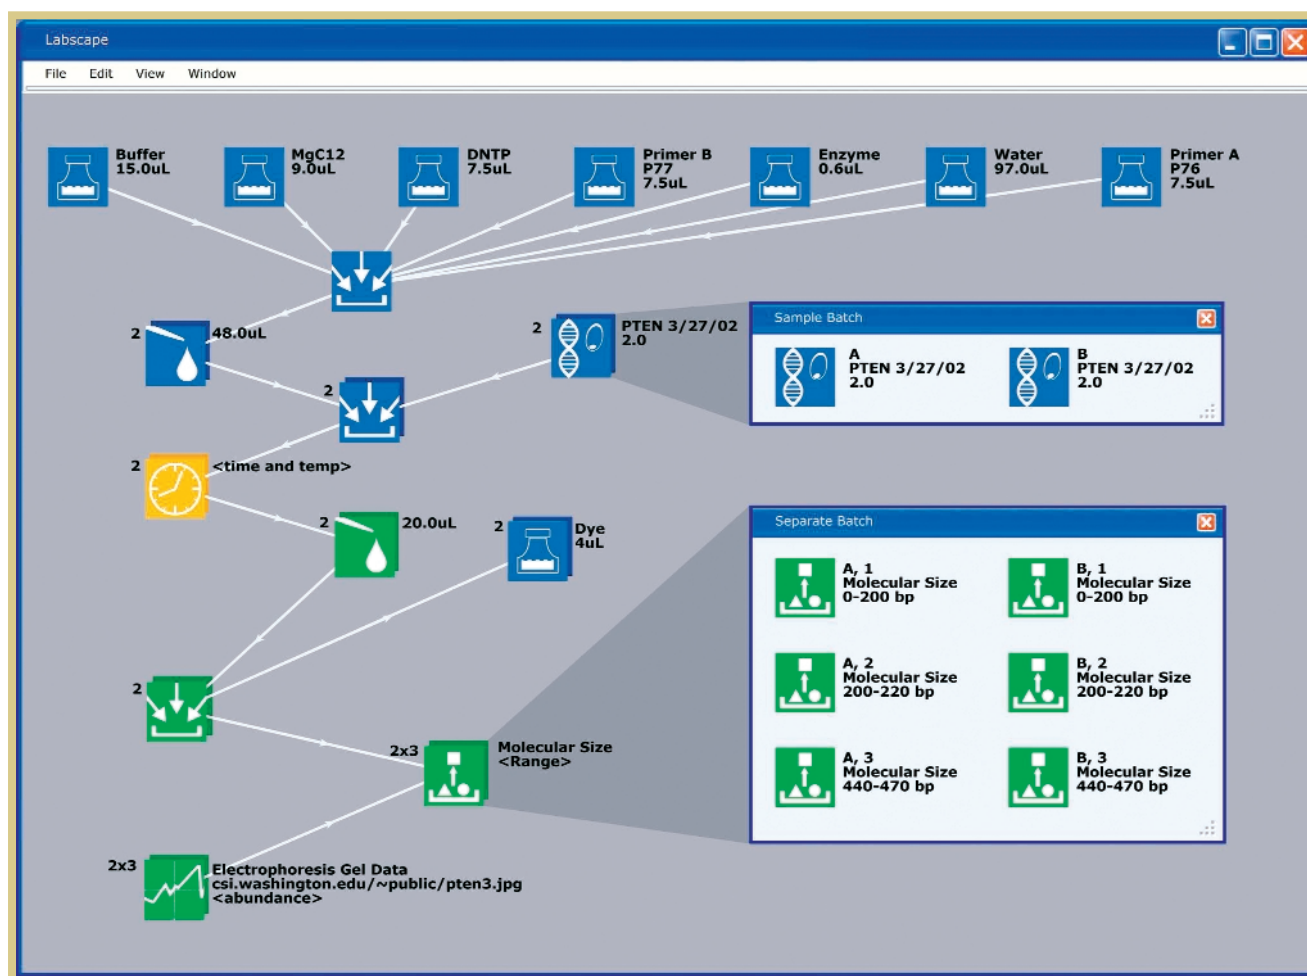 Labscape
File Edit View Window
Buffer
15.0uL
MgC12
9.0uL
DNTP
7.5uL
Primer B
P77
7.5uL
Enzyme
0.6uL
Water
97.0uL
Primer A
P76
7.5uL
2
48.0uL
2
PTEN 3/27/02
2.0
Sample Batch
A
PTEN 3/27/02
2.0
B
PTEN 3/27/02
2.0
2
2
<time and temp>
2
20.0uL
2
Dye
4uL
Separate Batch
A, 1
Molecular Size
0-200 bp
B, 1
Molecular Size
0-200 bp
A, 2
Molecular Size
200-220 bp
B, 2
Molecular Size
200-220 bp
A, 3
Molecular Size
440-470 bp
B, 3
Molecular Size
440-470 bp
2
2x3
Molecular Size
<Range>
2x3
Electrophoresis Gel Data
csi.washington.edu/~public/pten3.jpg
<abundance>